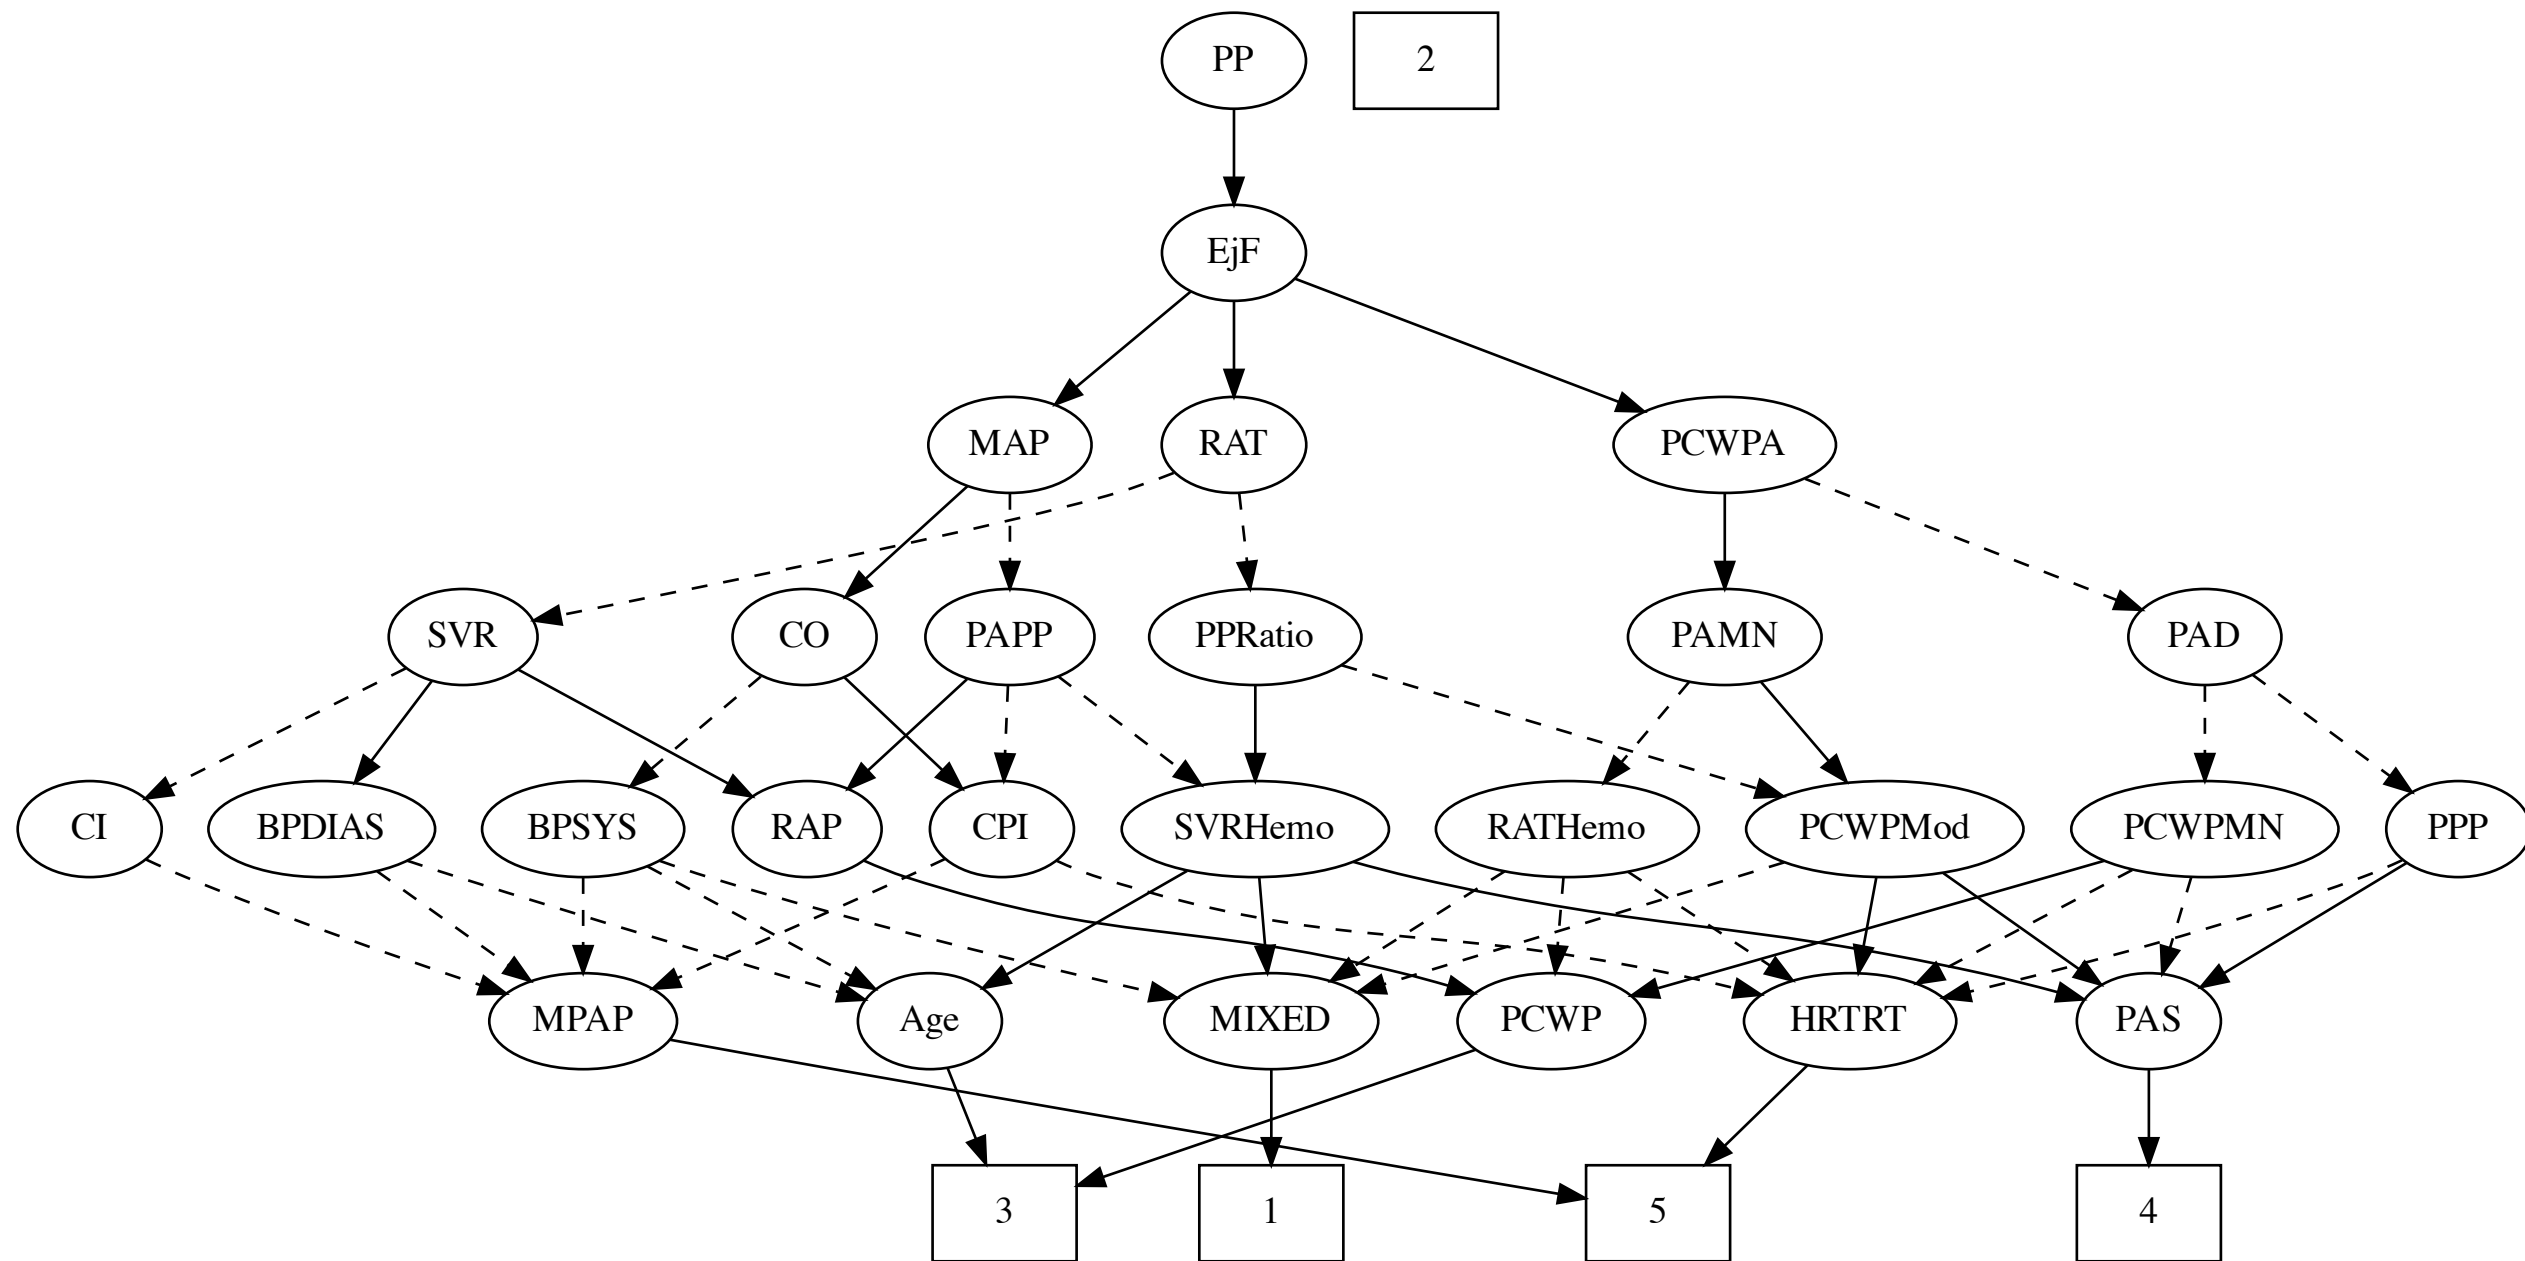 PP
2
EjF
MAP
RAT
PCWPA
SVR
CO
PAPP
PPRatio
PAMN
PAD
CI
BPDIAS
BPSYS
RAP
CPI
SVRHemo
RATHemo
PCWPMod
PCWPMN
PPP
MPAP
Age
MIXED
PCWP
HRTRT
PAS
3
1
5
4